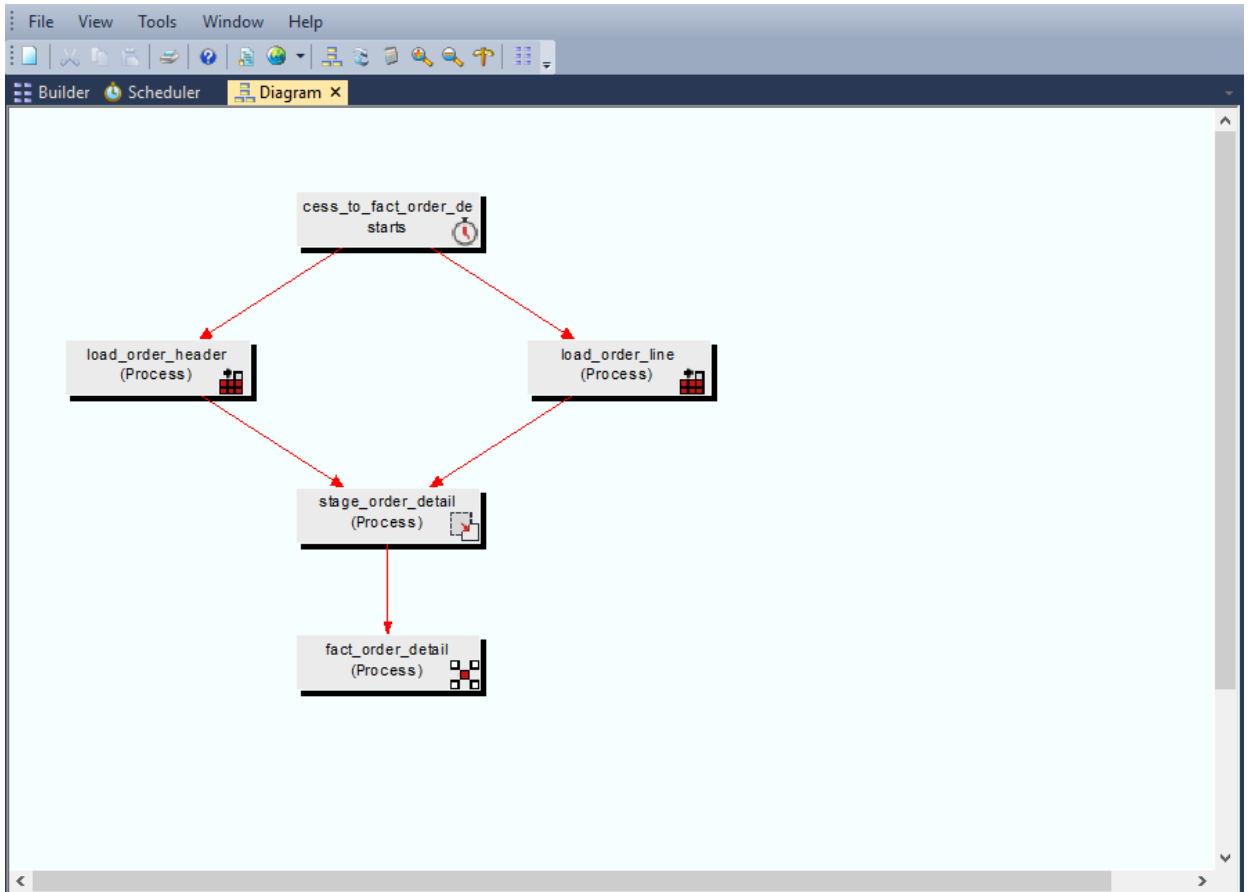 File View Tools Window Help
Builder Scheduler Diagram
cess_to_fact_order_de
starts
load_order_header
(Process)
load_order_line
(Process)
stage_order_detail
(Process)
fact_order_detail
(Process)